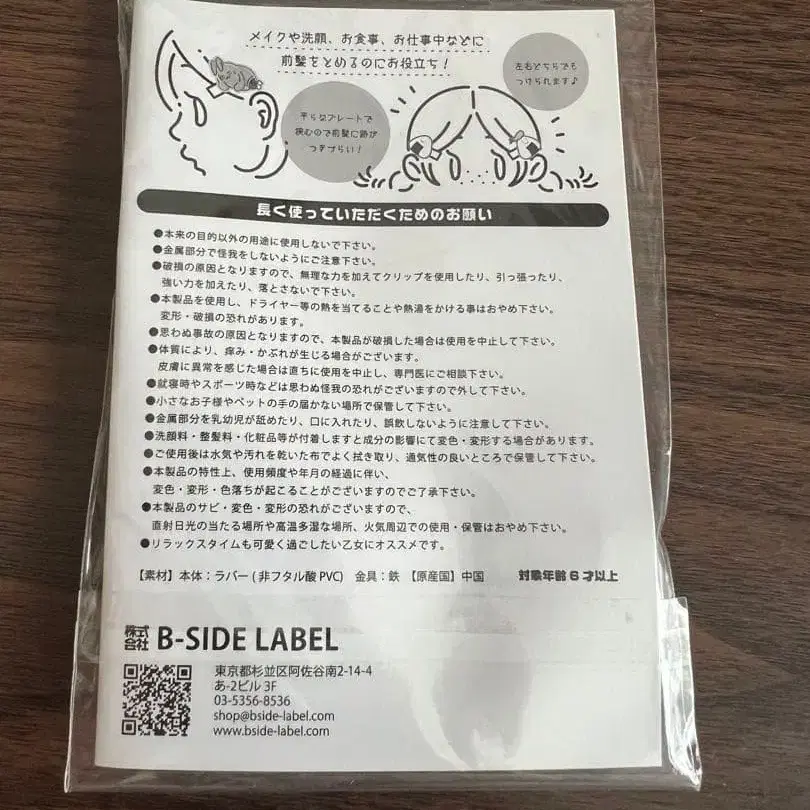 メイクや洗顔、お食事、お仕事中などに
前髪をとめるのにお役立ち！
左右どちらでも
つけられます♪
平らなプレートで
挟むので前髪に跡が
つきづらい！
長く使っていただくためのお願い
●本来の目的以外の用途に使用しないで下さい。
●金属部分で怪我をしないようにご注意下さい。
●破損の原因となりますので、無理な力を加えてクリップを使用したり、引っ張ったり、
強い力を加えたり、落とさないで下さい。
●本製品を使用し、ドライヤー等の熱を当てることや熱湯をかける事はおやめ下さい。
変形・破損の恐れがあります。
●思わぬ事故の原因となりますので、本製品が破損した場合は使用を中止して下さい。
●体質により、痒み・かぶれが生じる場合がございます。
皮膚に異常を感じた場合は直ちに使用を中止し、専門医にご相談下さい。
●就寝時やスポーツ時などは思わぬ怪我の恐れがございますので外して下さい。
●小さなお子様やペットの手の届かない場所で保管して下さい。
●金属部分を乳幼児が舐めたり、口に入れたり、誤飲しないように注意して下さい。
●洗顔料・整髪料・化粧品等が付着しますと成分の影響にて変色・変形する場合があります。
●ご使用後は水気や汚れを乾いた布でよく拭き取り、通気性の良いところで保管して下さい。
●本製品の特性上、使用頻度や年月の経過に伴い、
変色・変形・色落ちが起こることがございますのでご了承下さい。
●本製品のサビ・変色・変形の恐れがございますので、
直射日光の当たる場所や高温多湿な場所、火気周辺での使用・保管はおやめ下さい。
●リラックスタイムも可愛く過ごしたい乙女にオススメです。
【素材】本体：ラバー(非フタル酸PVC) 金具：鉄 【原産国】中国 対象年齢6才以上
株式会社 B-SIDE LABEL
東京都杉並区阿佐谷南2-14-4
あ-2ビル 3F
03-5356-8536
shop@bside-label.com
www.bside-label.com